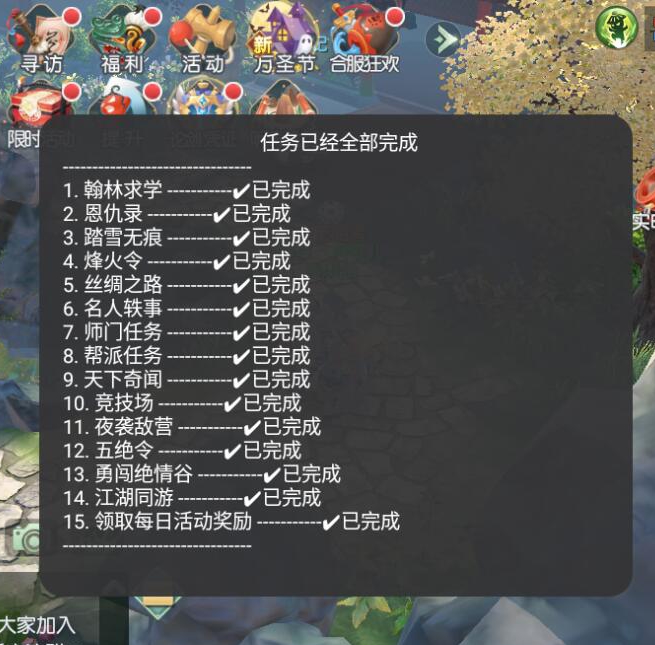 寻访 福利 活动 万圣节 合服狂欢
新
限时活动 提升
任务已经全部完成
--------------------------------
1. 翰林求学 -----------✔已完成
2. 恩仇录 -----------✔已完成
3. 踏雪无痕 -----------✔已完成
4. 烽火令 -----------✔已完成
5. 丝绸之路 -----------✔已完成
6. 名人轶事 -----------✔已完成
7. 师门任务 -----------✔已完成
8. 帮派任务 -----------✔已完成
9. 天下奇闻 -----------✔已完成
10. 竞技场 -----------✔已完成
11. 夜袭敌营 -----------✔已完成
12. 五绝令 -----------✔已完成
13. 勇闯绝情谷 -----------✔已完成
14. 江湖同游 -----------✔已完成
15. 领取每日活动奖励 -----------✔已完成
--------------------------------
大家加入